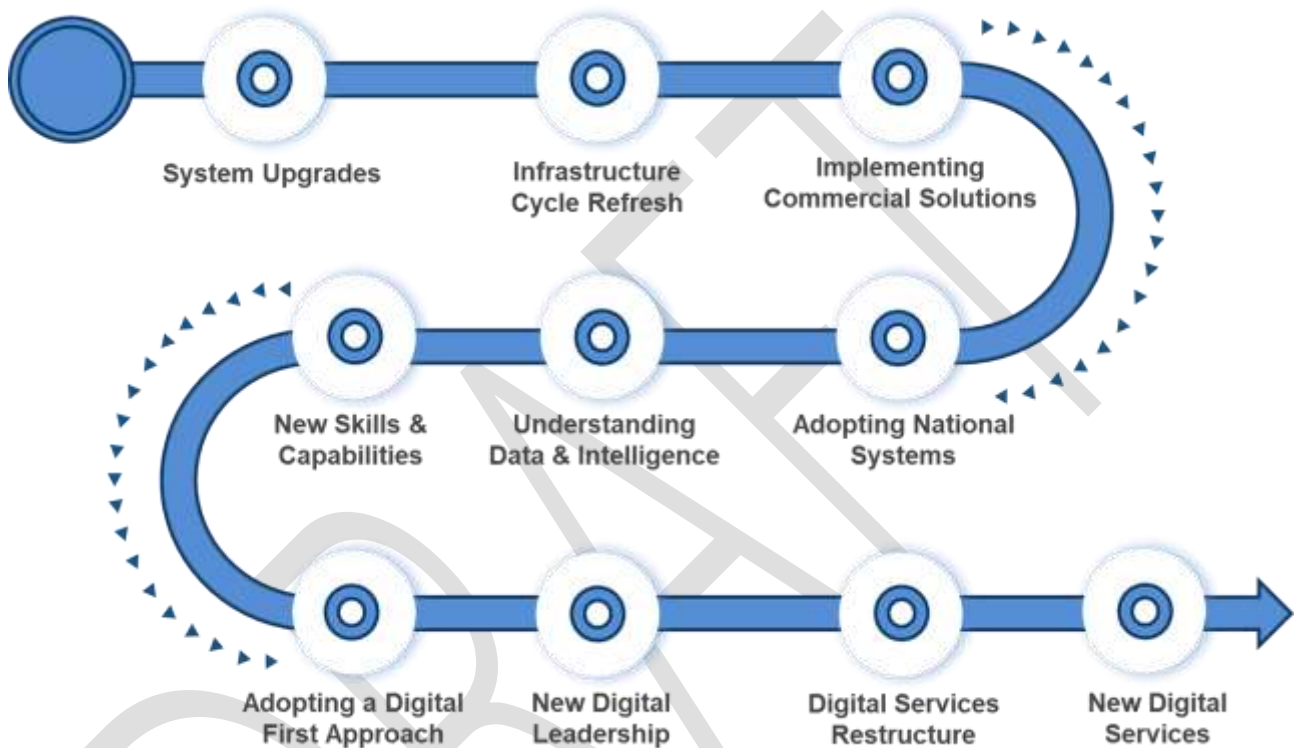 System Upgrades
Infrastructure
Cycle Refresh
Implementing
Commercial Solutions
Adopting National
Systems
Understanding
Data & Intelligence
New Skills &
Capabilities
Adopting a Digital
First Approach
New Digital
Leadership
Digital Services
Restructure
New Digital
Services
DRAFT